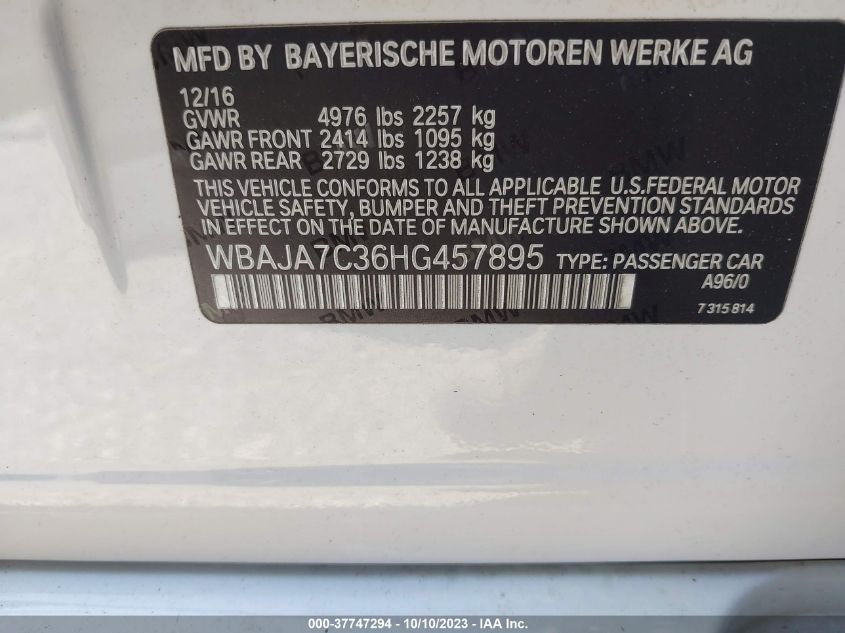 MFD BY BAYERISCHE MOTOREN WERKE AG
12/16
GVWR 4976 lbs 2257 kg
GAWR FRONT 2414 lbs 1095 kg
GAWR REAR 2729 lbs 1238 kg
THIS VEHICLE CONFORMS TO ALL APPLICABLE U.S.FEDERAL MOTOR
VEHICLE SAFETY, BUMPER AND THEFT PREVENTION STANDARDS
IN EFFECT ON THE DATE OF MANUFACTURE SHOWN ABOVE.
WBAJA7C36HG457895 TYPE: PASSENGER CAR
A96/0
7 315 814
000-37747294 - 10/10/2023 - IAA Inc.